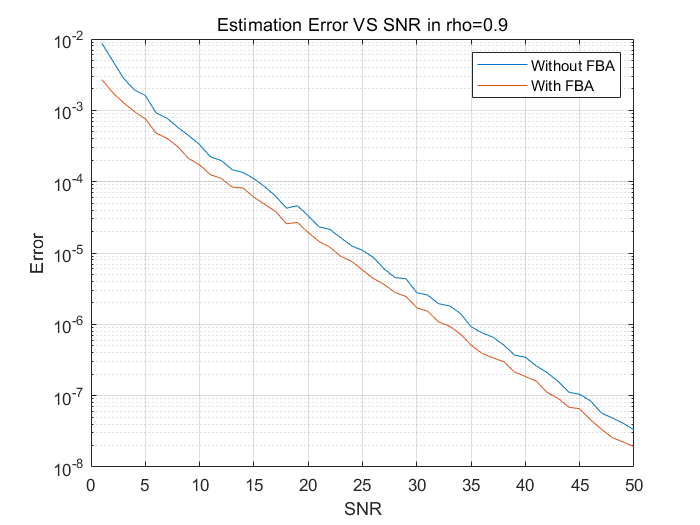 Estimation Error VS SNR in rho=0.9
Without FBA
With FBA
Error
10-2
10-3
10-4
10-5
10-6
10-7
10-8
0 5 10 15 20 25 30 35 40 45 50
SNR